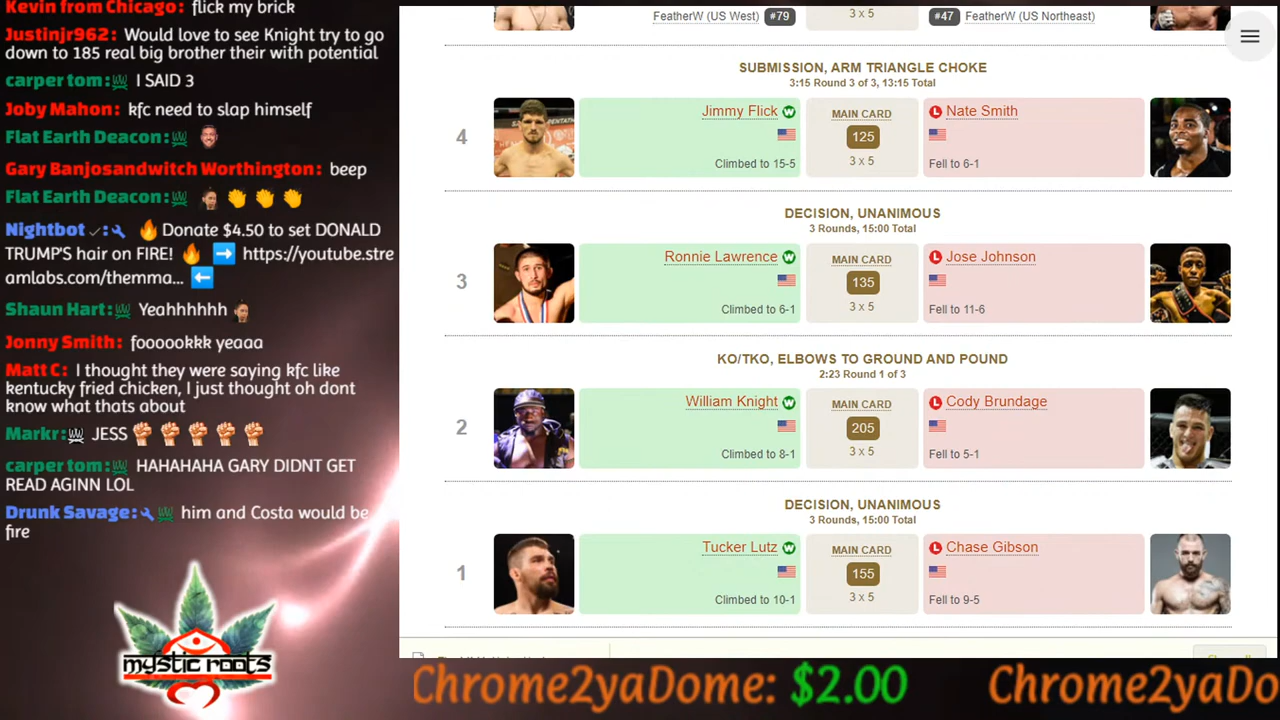 Kevin from Chicago: flick my brick
Justinjr962: Would love to see Knight try to go
down to 185 real big brother their with potential
carper tom: I SAID 3
Joby Mahon: kfc need to slap himself
Flat Earth Deacon:
Gary Banjosandwitch Worthington: beep
Flat Earth Deacon: 👏 👏 👏
Nightbot ✓: 🔥 Donate $4.50 to set DONALD
TRUMP'S hair on FIRE! 🔥 ➡️ https://youtube.stre
amlabs.com/themma... ⬅️
Shaun Hart: Yeahhhhhh
Jonny Smith: foooookkk yeaaa
Matt C: I thought they were saying kfc like
kentucky fried chicken, I just thought oh dont
know what thats about
Markr: JESS ✊ ✊ ✊ ✊ ✊
carper tom: HAHAHAHA GARY DIDNT GET
READ AGINN LOL
Drunk Savage: him and Costa would be
fire
mystic roots
FeatherW (US West) #79
3 x 5
#47 FeatherW (US Northeast)
SUBMISSION, ARM TRIANGLE CHOKE
3:15 Round 3 of 3, 13:15 Total
4
Jimmy Flick W
Climbed to 15-5
MAIN CARD
125
3 x 5
L Nate Smith
Fell to 6-1
DECISION, UNANIMOUS
3 Rounds, 15:00 Total
3
Ronnie Lawrence W
Climbed to 6-1
MAIN CARD
135
3 x 5
L Jose Johnson
Fell to 11-6
KO/TKO, ELBOWS TO GROUND AND POUND
2:23 Round 1 of 3
2
William Knight W
Climbed to 8-1
MAIN CARD
205
3 x 5
L Cody Brundage
Fell to 5-1
DECISION, UNANIMOUS
3 Rounds, 15:00 Total
1
Tucker Lutz W
Climbed to 10-1
MAIN CARD
155
3 x 5
L Chase Gibson
Fell to 9-5
Chrome2yaDome: $2.00 Chrome2yaDo